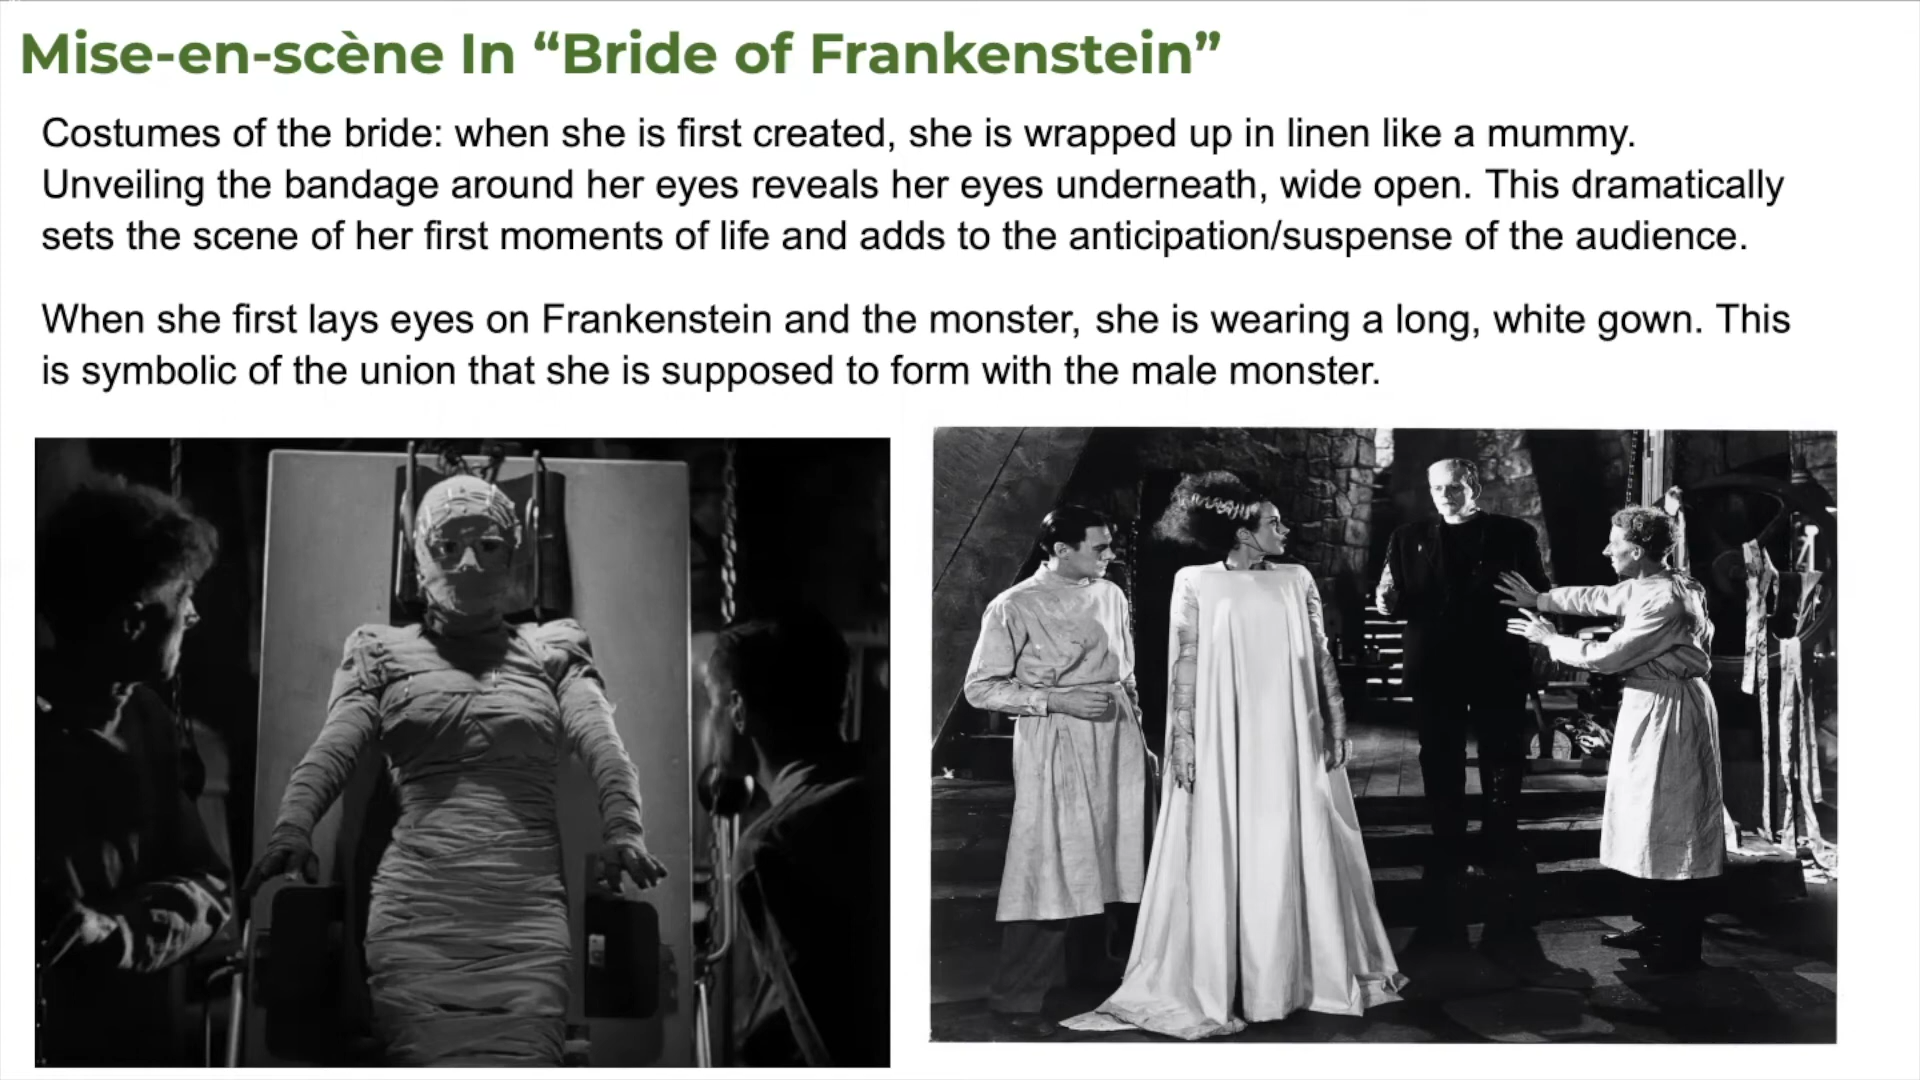 Mise-en-scène In “Bride of Frankenstein”
Costumes of the bride: when she is first created, she is wrapped up in linen like a mummy.
Unveiling the bandage around her eyes reveals her eyes underneath, wide open. This dramatically
sets the scene of her first moments of life and adds to the anticipation/suspense of the audience.
When she first lays eyes on Frankenstein and the monster, she is wearing a long, white gown. This
is symbolic of the union that she is supposed to form with the male monster.